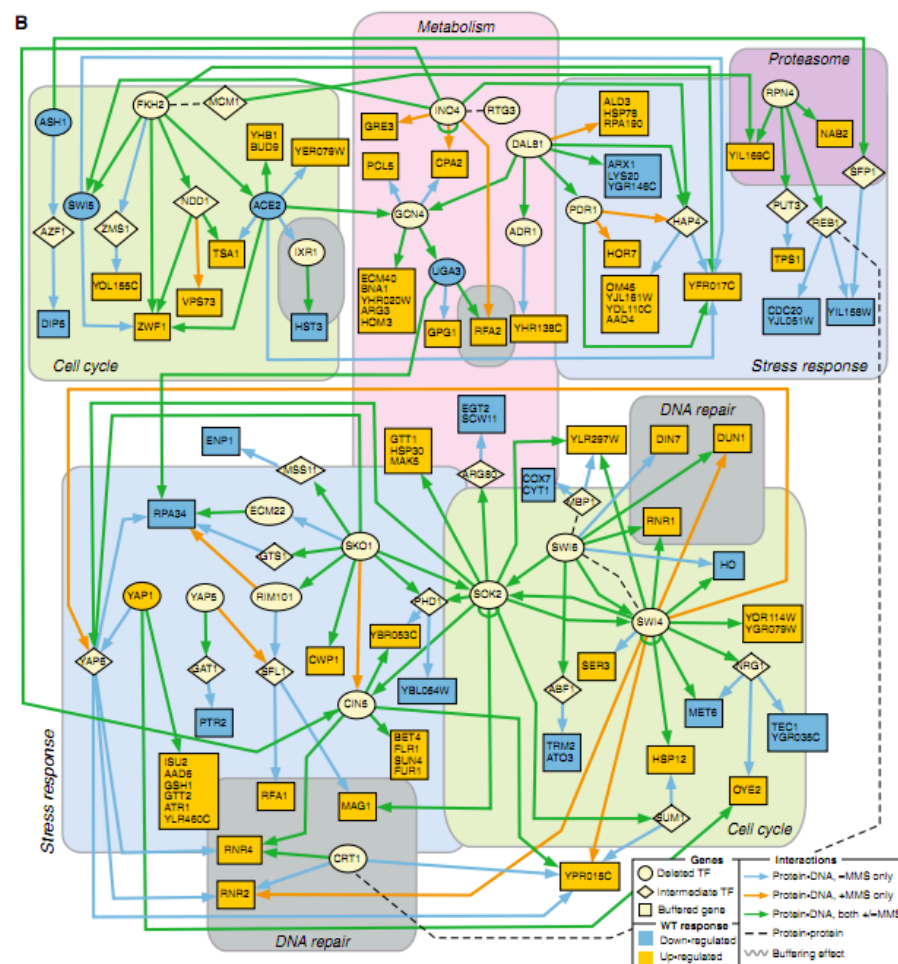 B
Metabolism
Proteasome
ASH1
FKH2
MCM1
INO4
RTG3
RPN4
GRE3
ALD3
HSP78
RPA190
NAB2
YHB1
BUD9
YER079W
PCL5
CPA2
DAL81
ARX1
LYS20
YGR146C
YIL169C
SFP1
SWI5
ZMS1
NDD1
ACE2
GCN4
ADR1
PDR1
HAP4
PUT3
REB1
AZF1
TSA1
IXR1
HOR7
TPS1
YOL155C
VPS73
ECM40
BNA1
YHR020W
ARG3
HOM3
UGA3
OM45
YJL161W
YDL110C
AAD4
YFR017C
DIP5
ZWF1
HST3
GPG1
RFA2
YHR138C
CDC20
YJL051W
YIL158W
Cell cycle
Stress response
EGT2
SCW11
DNA repair
ENP1
GTT1
HSP30
MAK5
YLR297W
DIN7
DUN1
MSS11
ARG80
COX7
CYT1
MBP1
RPA34
ECM22
RNR1
GTS1
SKO1
SWI6
HO
YAP1
YAP5
RIM101
PHD1
SOK2
SWI4
YOR114W
YGR079W
YBR053C
YAP6
GAT1
SFL1
CWP1
SER3
NRG1
YBL054W
ABF1
PTR2
CIN5
MET6
TEC1
YGR035C
ISU2
AAD6
GSH1
GTT2
ATR1
YLR460C
BET4
FLR1
SUN4
FUR1
TRM2
ATO3
HSP12
RFA1
MAG1
OYE2
Stress response
SUM1
Cell cycle
RNR4
CRT1
YPR015C
RNR2
DNA repair
Genes
Deleted TF
Intermediate TF
Buffered gene
WT response
Down-regulated
Up-regulated
Interactions
Protein-DNA, -MMS only
Protein-DNA, +MMS only
Protein-DNA, both +/-MMS
Protein-protein
Buffering effect